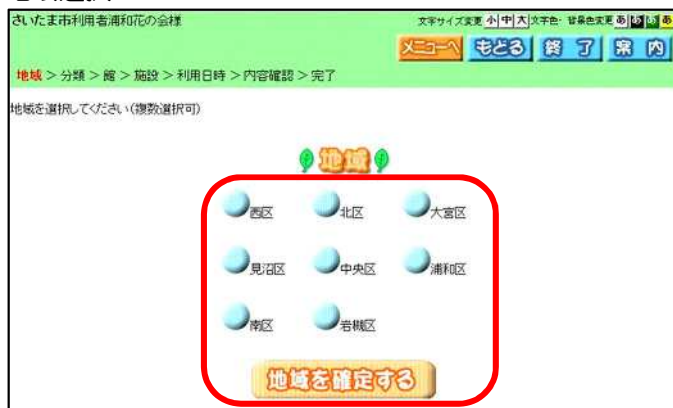 さいたま市利用者浦和花の会様
文字サイズ変更 小 中 大 文字色・背景色変更 あ あ あ あ
メニューへ もどる 終了 案内
地域 > 分類 > 館 > 施設 > 利用日時 > 内容確認 > 完了
地域を選択してください(複数選択可)
地域
西区 北区 大宮区
見沼区 中央区 浦和区
南区 岩槻区
地域を確定する